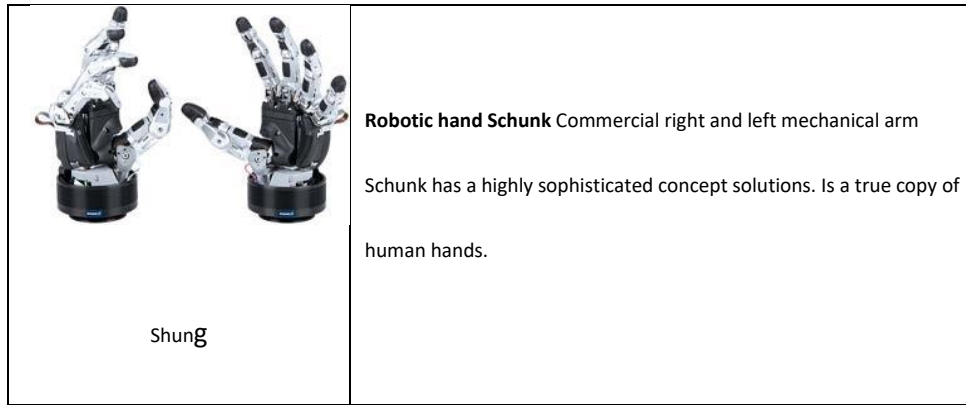 Robotic hand Schunk Commercial right and left mechanical arm
Schunk has a highly sophisticated concept solutions. Is a true copy of
human hands.
Shung